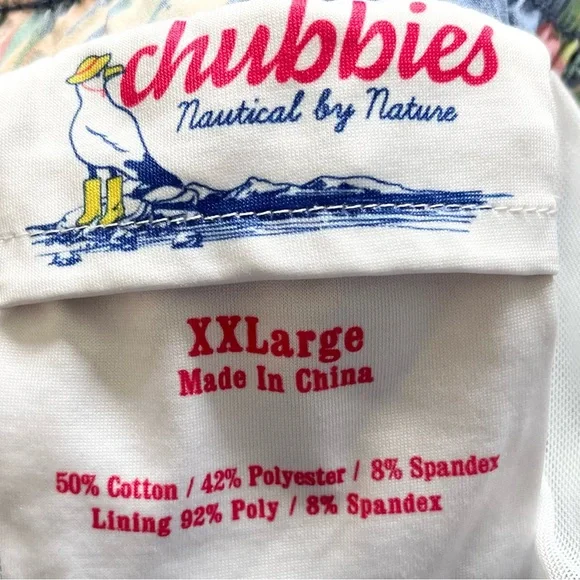 chubbies
Nautical by Nature
XXLarge
Made In China
50% Cotton / 42% Polyester / 8% Spandex
Lining 92% Poly / 8% Spandex